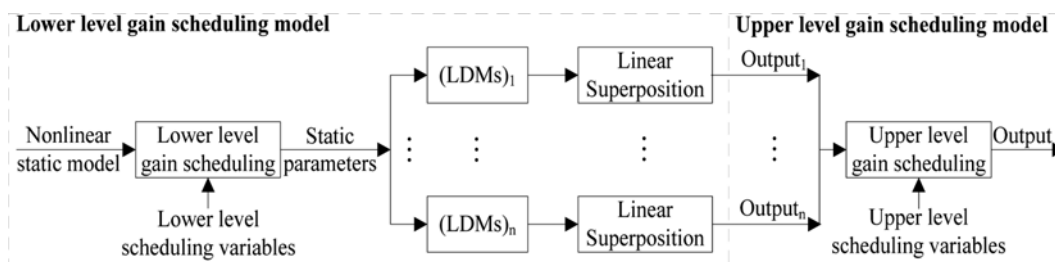 Lower level gain scheduling model
Upper level gain scheduling model
Nonlinear
static model
Lower level
gain scheduling
Lower level
scheduling variables
Static
parameters
(LDMs)₁
Linear
Superposition
Output₁
⋮ ⋮ ⋮ ⋮
(LDMs)ₙ
Linear
Superposition
Outputₙ
Upper level
gain scheduling
Upper level
scheduling variables
Output